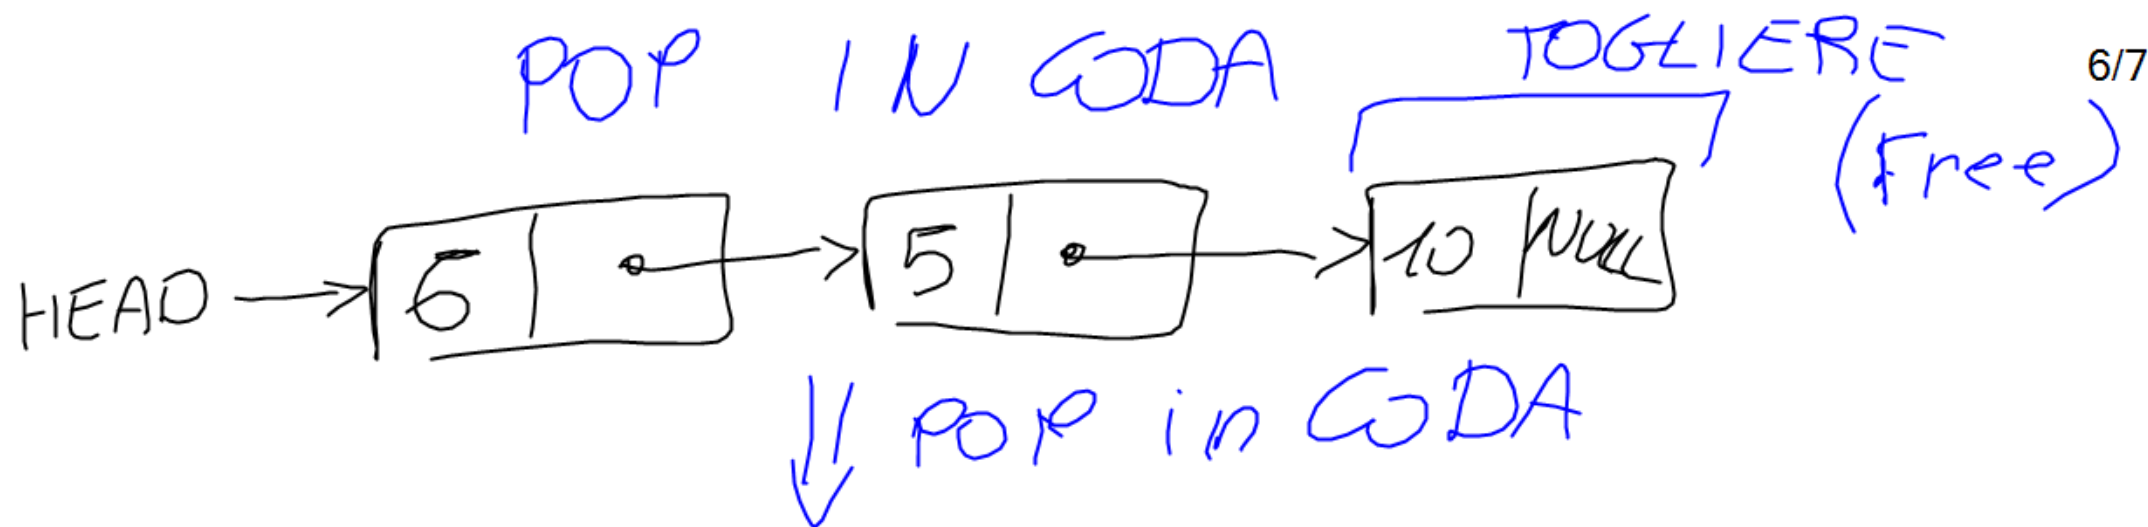 POP IN CODA
TOGLIERE
6/7
(Free)
HEAD 6 5 10 NULL
POP in CODA